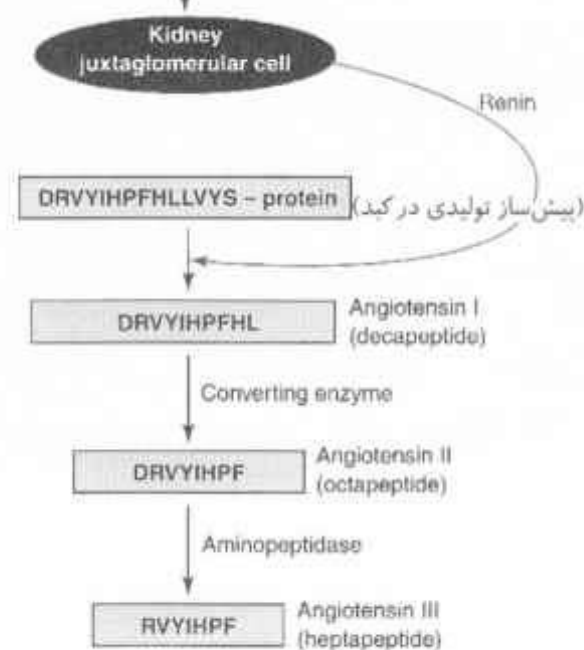 Kidney
juxtaglomerular cell
Renin
DRVYIHPFHLLVYS – protein (پیش‌ساز تولیدی در کبد)
DRVYIHPFHL
Angiotensin I
(decapeptide)
Converting enzyme
DRVYIHPF
Angiotensin II
(octapeptide)
Aminopeptidase
RVYIHPF
Angiotensin III
(heptapeptide)